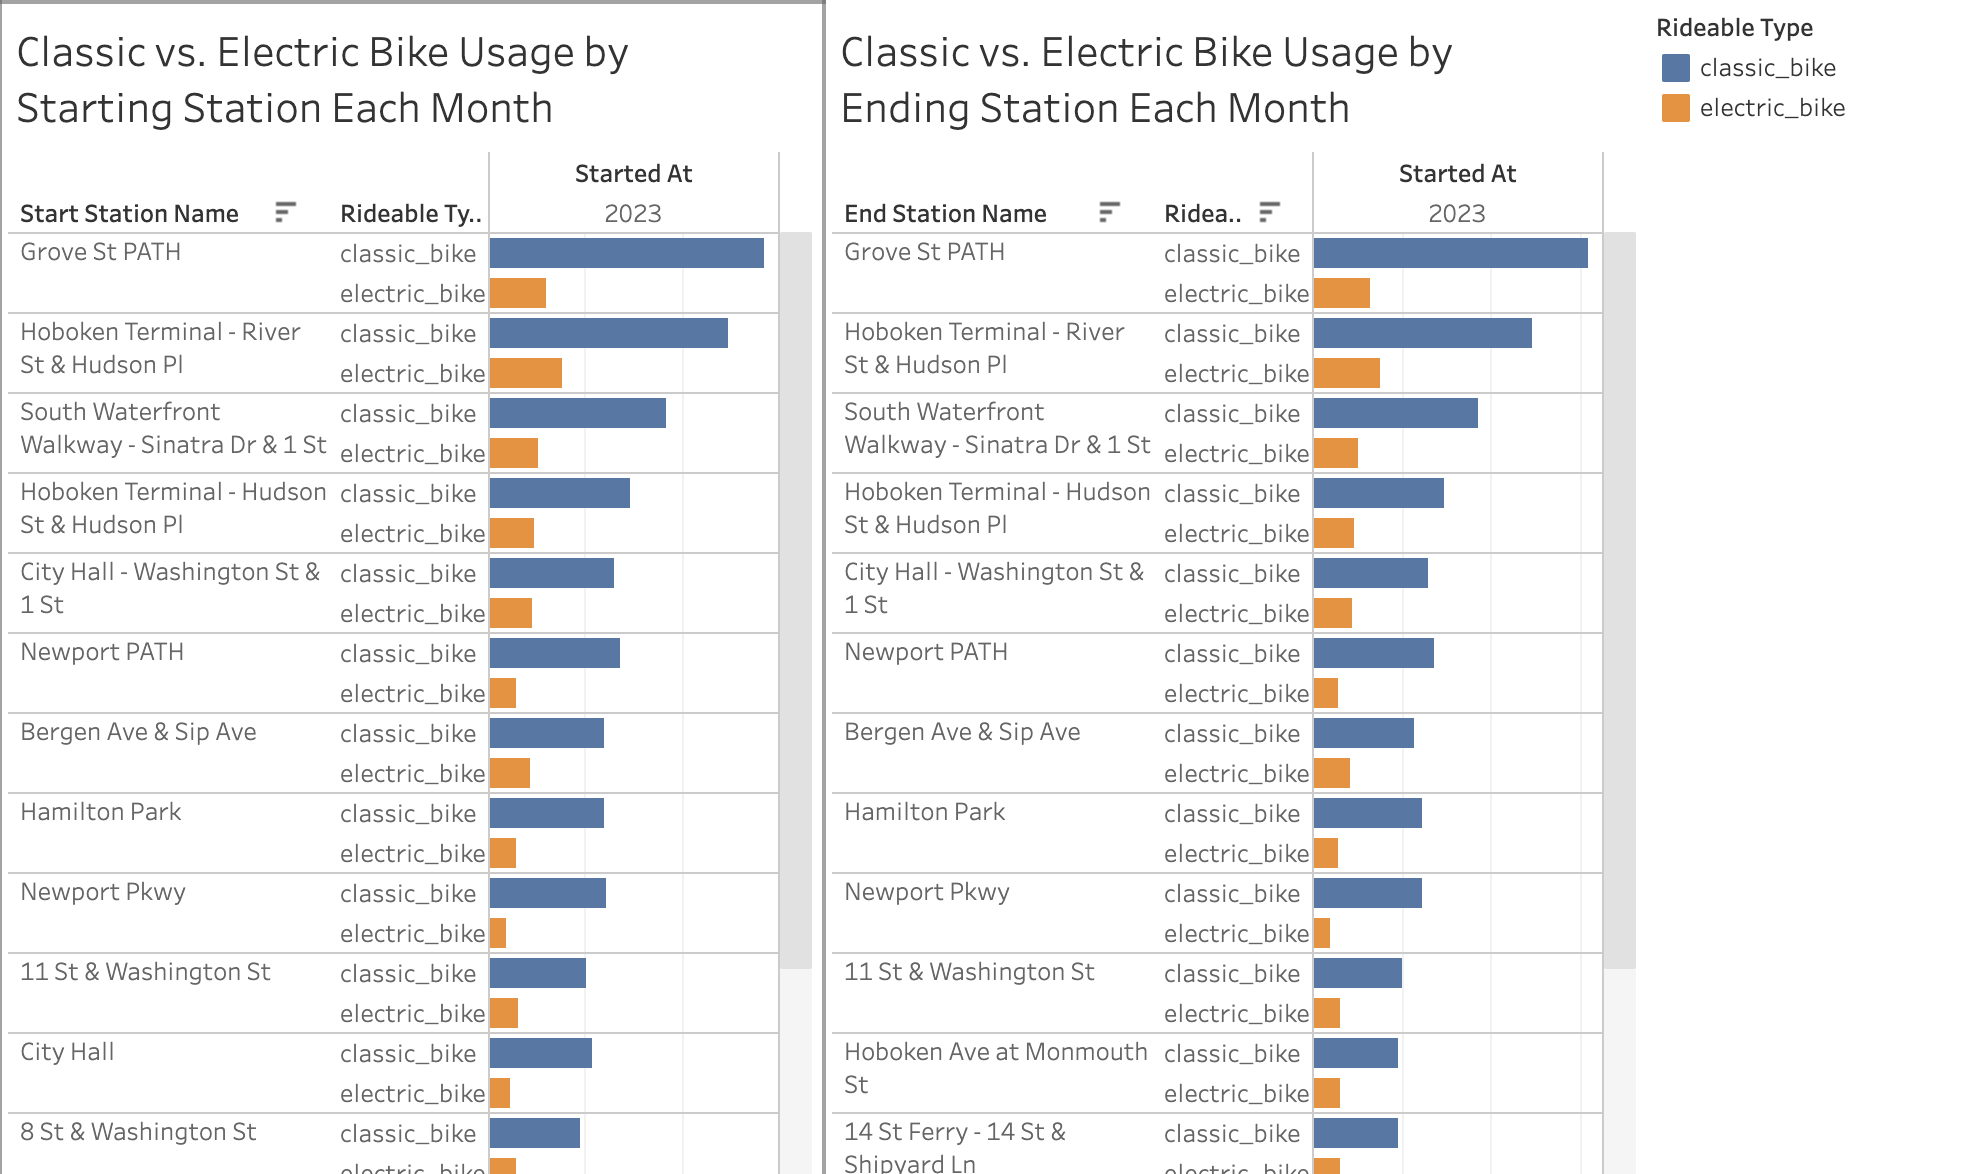 Classic vs. Electric Bike Usage by
Starting Station Each Month
Started At
Start Station Name
Rideable Ty..
2023
Grove St PATH
classic_bike
electric_bike
Hoboken Terminal - River
St & Hudson Pl
classic_bike
electric_bike
South Waterfront
Walkway - Sinatra Dr & 1 St
classic_bike
electric_bike
Hoboken Terminal - Hudson
St & Hudson Pl
classic_bike
electric_bike
City Hall - Washington St &
1 St
classic_bike
electric_bike
Newport PATH
classic_bike
electric_bike
Bergen Ave & Sip Ave
classic_bike
electric_bike
Hamilton Park
classic_bike
electric_bike
Newport Pkwy
classic_bike
electric_bike
11 St & Washington St
classic_bike
electric_bike
City Hall
classic_bike
electric_bike
8 St & Washington St
classic_bike
electric_bike
Classic vs. Electric Bike Usage by
Ending Station Each Month
Started At
End Station Name
Ridea..
2023
Grove St PATH
classic_bike
electric_bike
Hoboken Terminal - River
St & Hudson Pl
classic_bike
electric_bike
South Waterfront
Walkway - Sinatra Dr & 1 St
classic_bike
electric_bike
Hoboken Terminal - Hudson
St & Hudson Pl
classic_bike
electric_bike
City Hall - Washington St &
1 St
classic_bike
electric_bike
Newport PATH
classic_bike
electric_bike
Bergen Ave & Sip Ave
classic_bike
electric_bike
Hamilton Park
classic_bike
electric_bike
Newport Pkwy
classic_bike
electric_bike
11 St & Washington St
classic_bike
electric_bike
Hoboken Ave at Monmouth
St
classic_bike
electric_bike
14 St Ferry - 14 St &
Shipyard Ln
classic_bike
electric_bike
Rideable Type
classic_bike
electric_bike